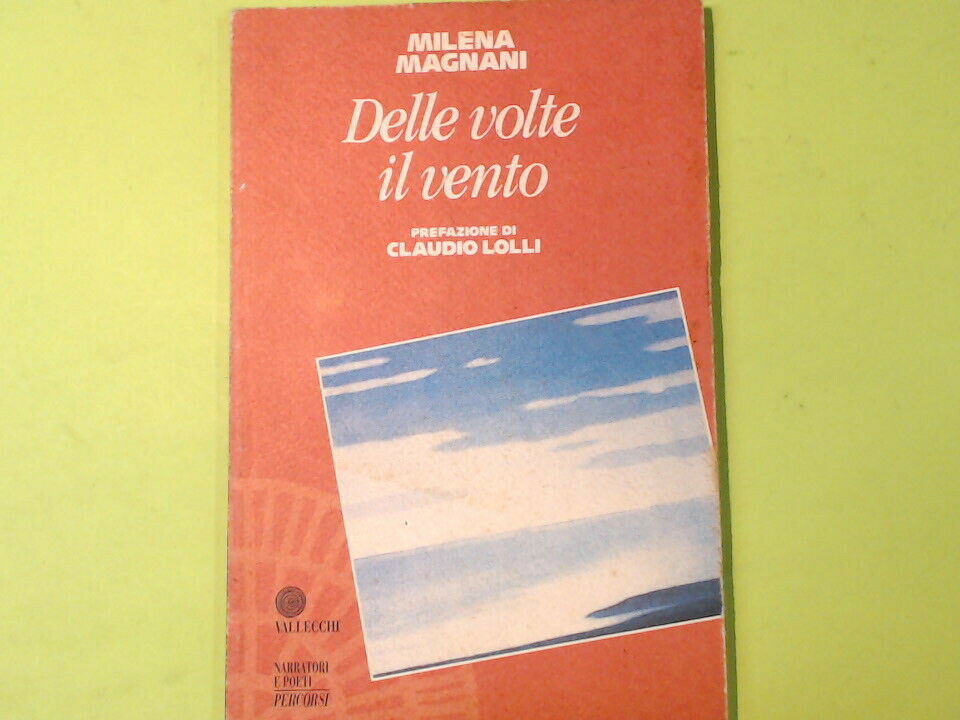 MILENA
MAGNANI
Delle volte
il vento
PREFAZIONE DI
CLAUDIO LOLLI
VALLECCHI
NARRATORI
E POETI
PERCORSI